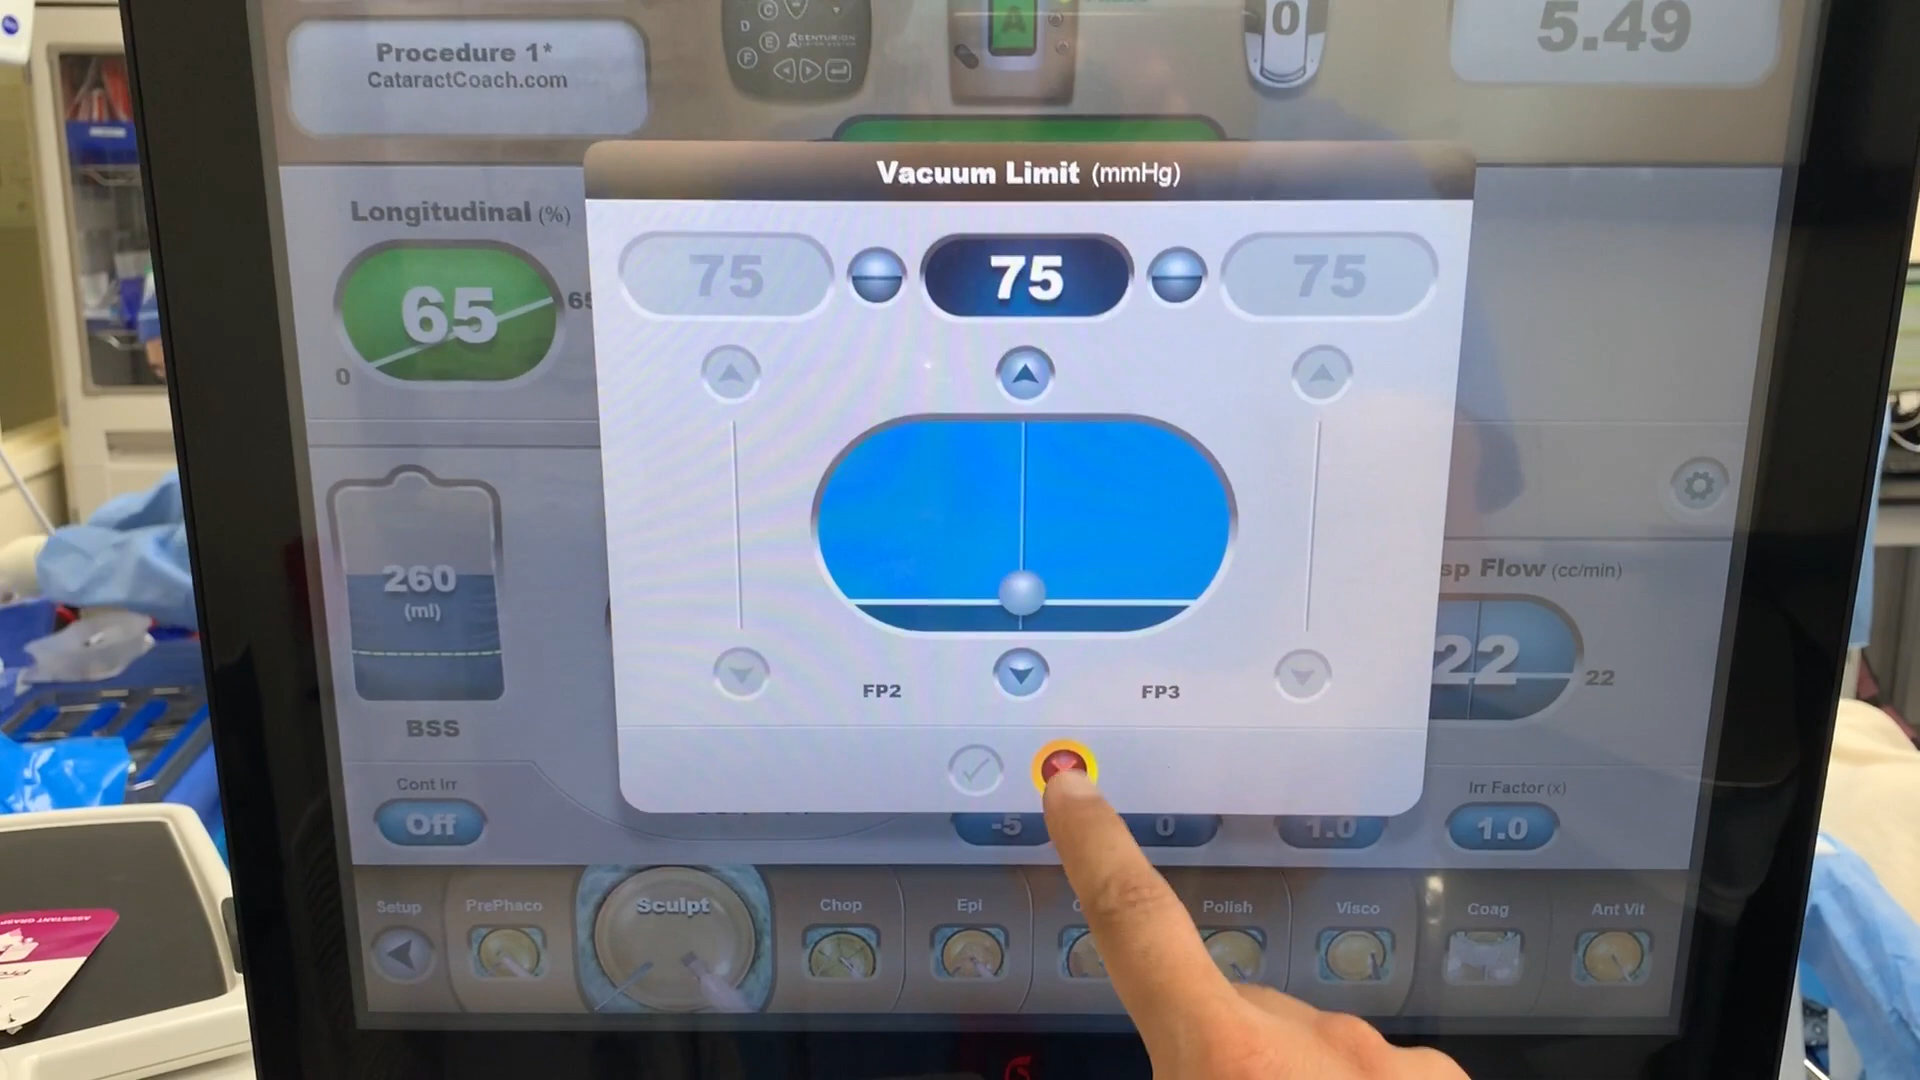 Procedure 1*
CataractCoach.com
D
C
E
F
CENTURION
A
0
5.49
Vacuum Limit (mmHg)
Longitudinal (%)
65
65
0
75
75
75
260
(ml)
BSS
FP2
FP3
sp Flow (cc/min)
22
22
Cont Irr
Off
-5
0
1.0
Irr Factor (x)
1.0
Setup
PrePhaco
Sculpt
Chop
Epi
Polish
Visco
Coag
Ant Vit
ASSISTANT